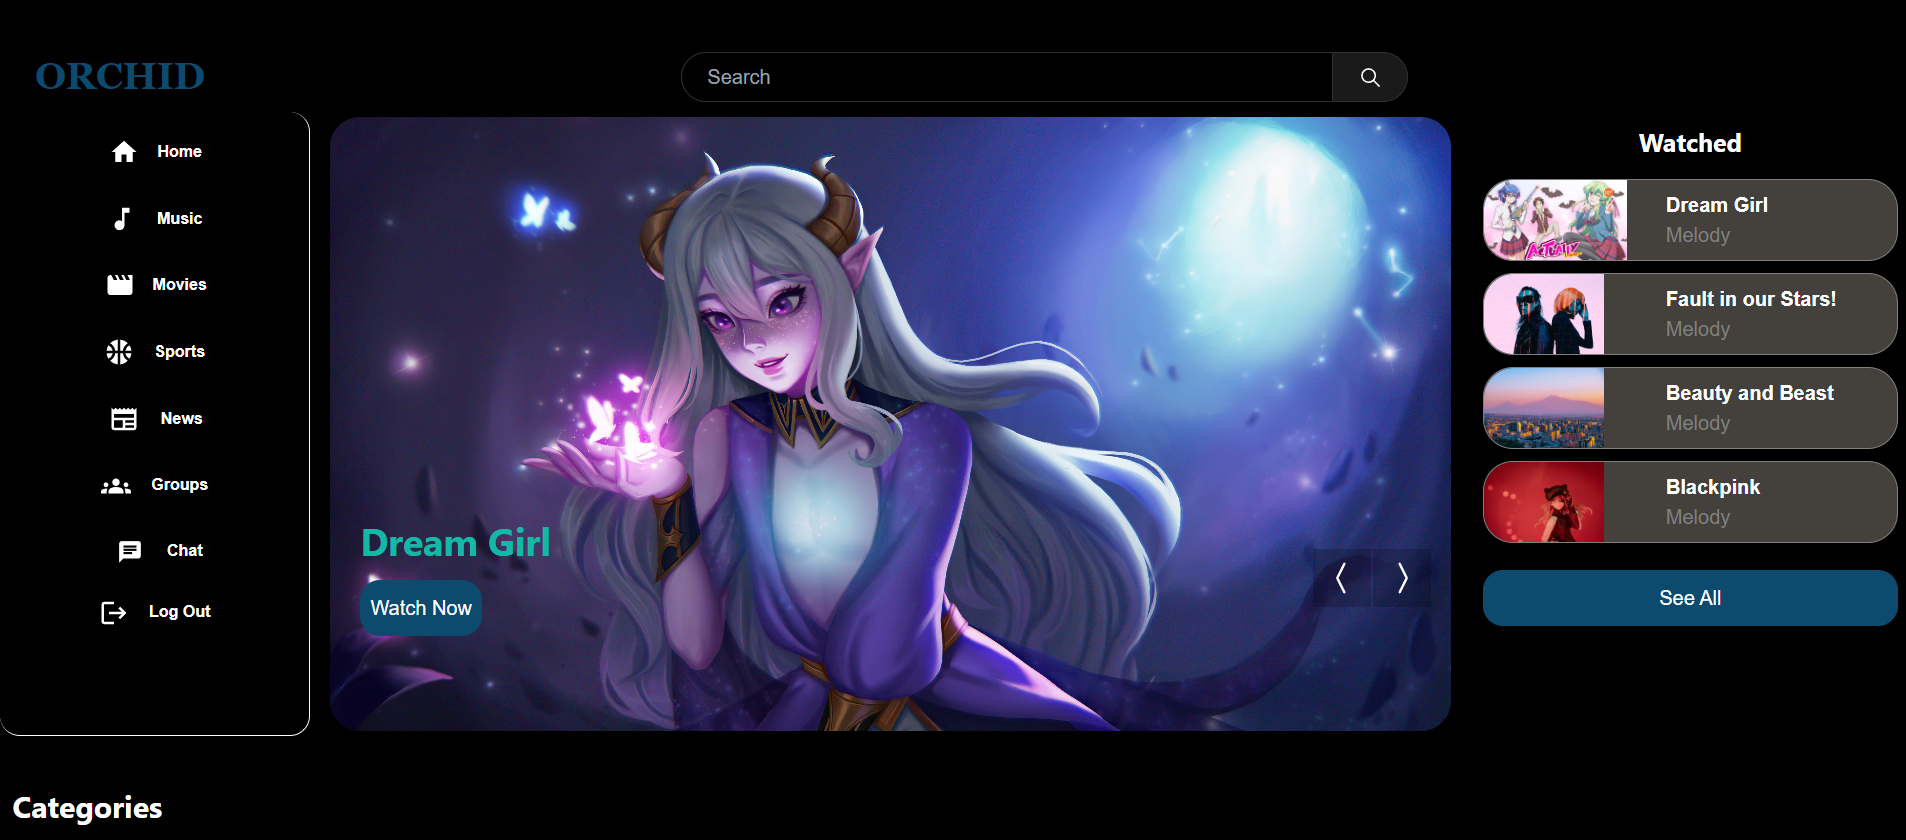 ORCHID
Search
Home
Music
Movies
Sports
News
Groups
Chat
Log Out
Dream Girl
Watch Now
Watched
Dream Girl
Melody
Fault in our Stars!
Melody
Beauty and Beast
Melody
Blackpink
Melody
See All
Categories